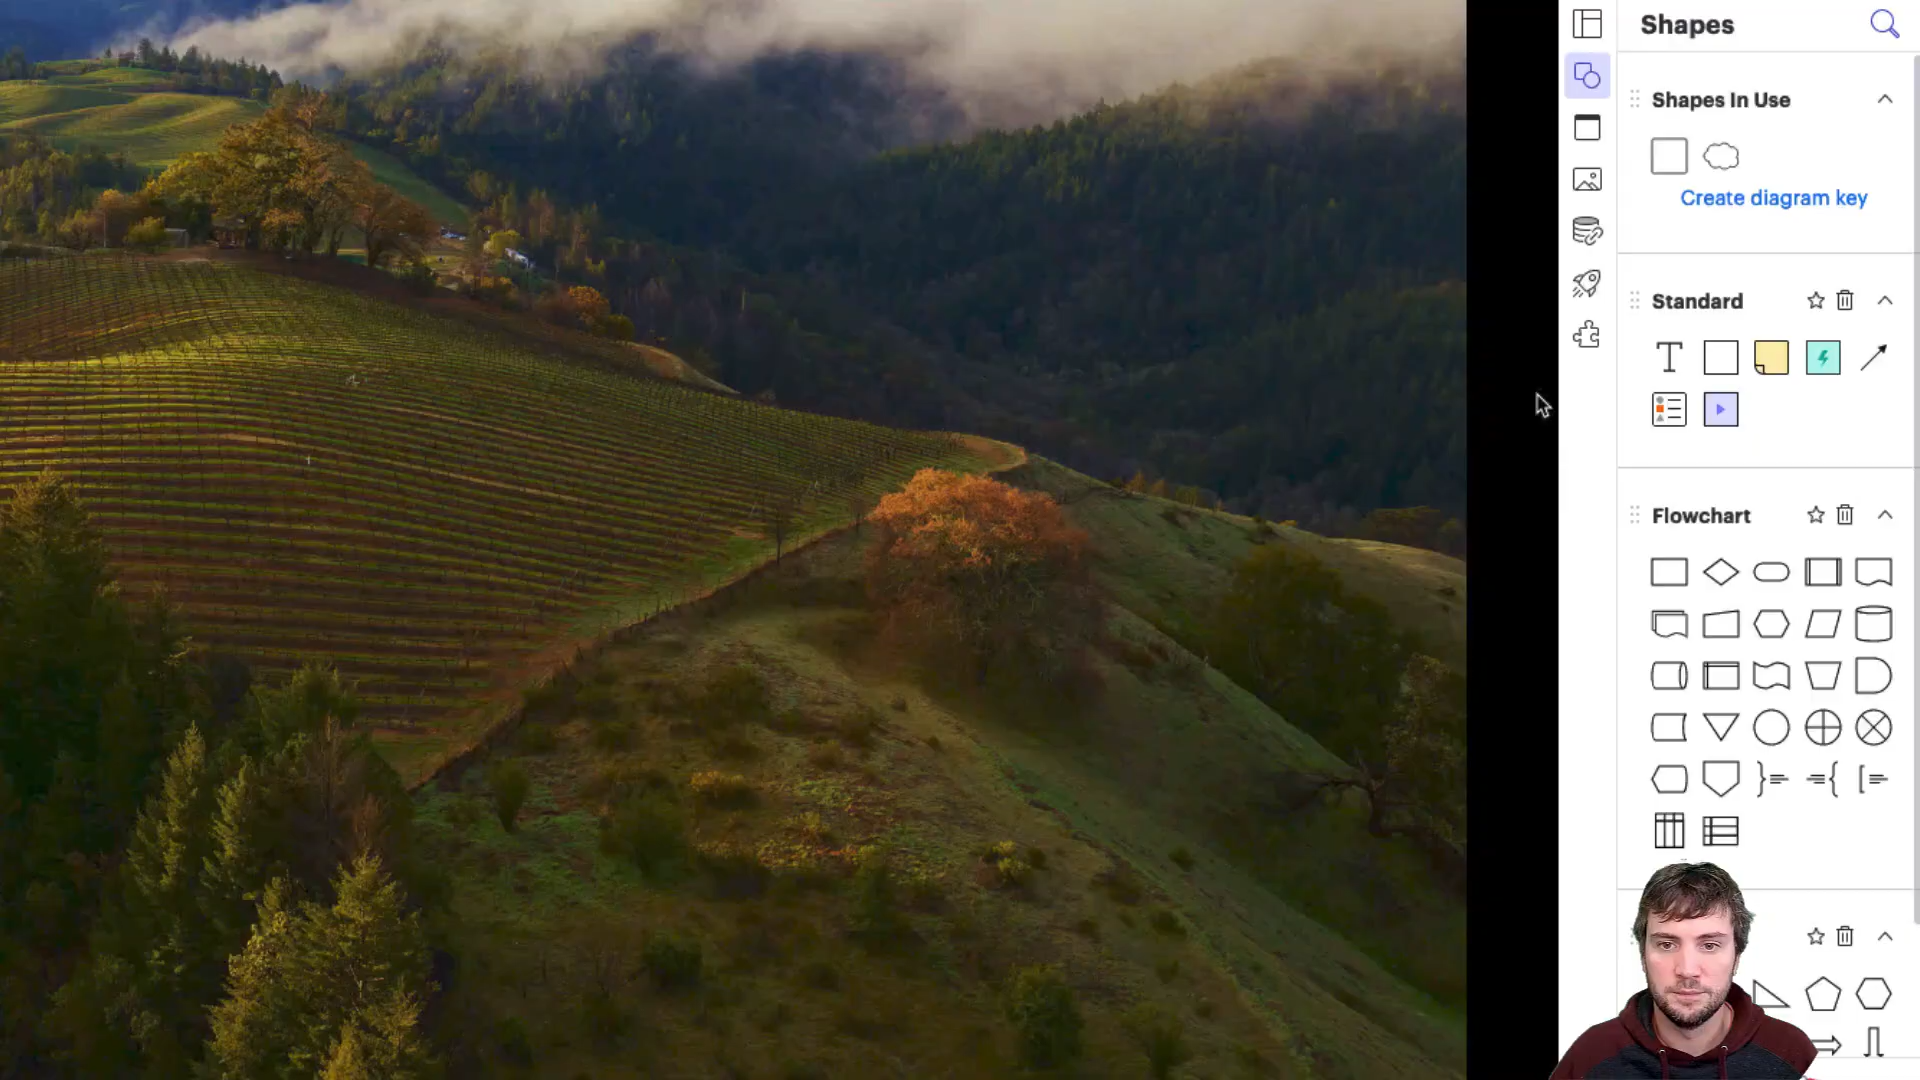 Shapes
Shapes In Use
Create diagram key
Standard
T
Flowchart